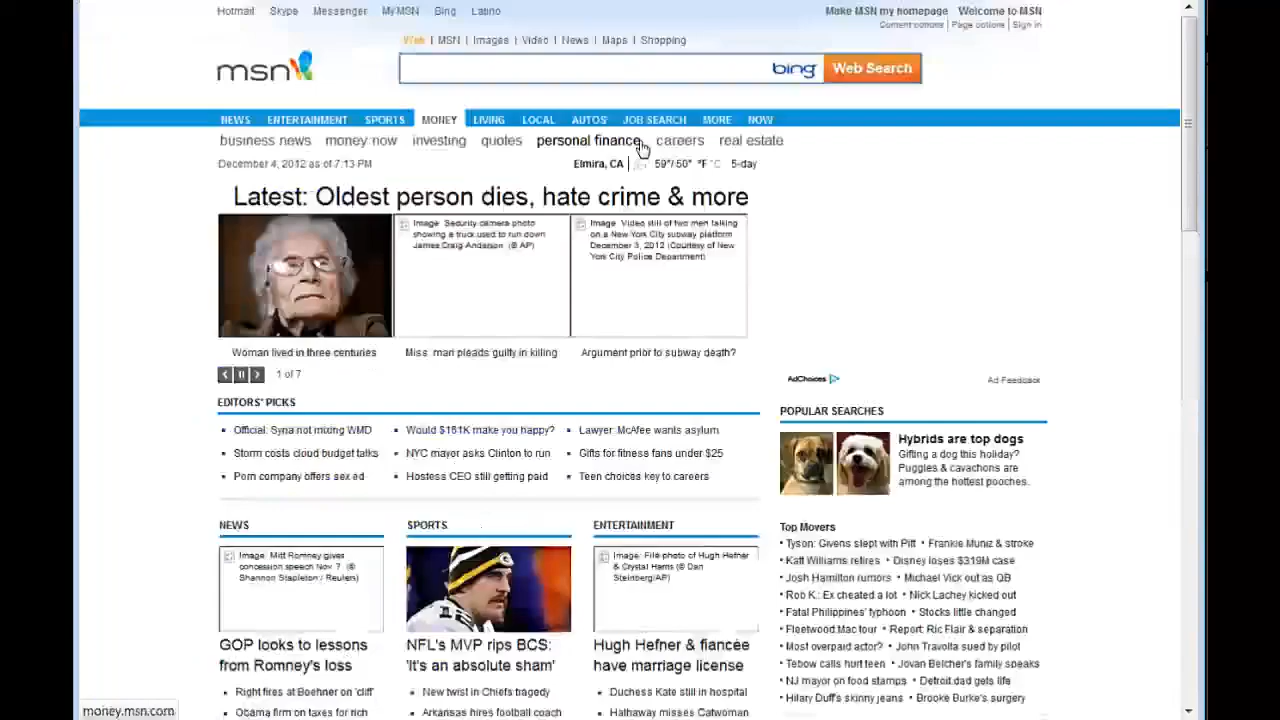 Hotmail Skype Messenger My MSN Bing Latino
Make MSN my homepage Welcome to MSN
Content options | Page options | Sign in
Web | MSN | Images | Video | News | Maps | Shopping
msn
bing Web Search
NEWS ENTERTAINMENT SPORTS MONEY LIVING LOCAL AUTOS JOB SEARCH MORE NOW
business news money now investing quotes personal finance careers real estate
December 4, 2012 as of 7:13 PM
Elmira, CA | 59°/50° °F °C 5-day
Latest: Oldest person dies, hate crime & more
Image: Security camera photo
showing a truck used to run down
James Craig Anderson (© AP)
Image: Video still of two men talking
on a New York City subway platform
December 3, 2012 (Courtesy of New
York City Police Department)
Woman lived in three centuries
Miss. man pleads guilty in killing
Argument prior to subway death?
1 of 7
AdChoices
Ad Feedback
EDITORS' PICKS
Official: Syria not mixing WMD
Would $161K make you happy?
Lawyer: McAfee wants asylum
Storm costs cloud budget talks
NYC mayor asks Clinton to run
Gifts for fitness fans under $25
Porn company offers sex ed
Hostess CEO still getting paid
Teen choices key to careers
POPULAR SEARCHES
Hybrids are top dogs
Gifting a dog this holiday?
Puggles & cavachons are
among the hottest pooches.
NEWS
Image: Mitt Romney gives
concession speech Nov. 7 (©
Shannon Stapleton / Reuters)
GOP looks to lessons
from Romney's loss
Right fires at Boehner on 'cliff'
Obama firm on taxes for rich
SPORTS
NFL's MVP rips BCS:
'It's an absolute sham'
New twist in Chiefs tragedy
Arkansas hires football coach
ENTERTAINMENT
Image: File photo of Hugh Hefner
& Crystal Harris (© Dan
Steinberg/AP)
Hugh Hefner & fiancée
have marriage license
Duchess Kate still in hospital
Hathaway misses Catwoman
Top Movers
Tyson: Givens slept with Pitt • Frankie Muniz & stroke
Katt Williams retires • Disney loses $319M case
Josh Hamilton rumors • Michael Vick out as QB
Rob K.: Ex cheated a lot • Nick Lachey kicked out
Fatal Philippines' typhoon • Stocks little changed
Fleetwood Mac tour • Report: Ric Flair & separation
Most overpaid actor? • John Travolta sued by pilot
Tebow calls hurt teen • Jovan Belcher's family speaks
NJ mayor on food stamps • Detroit dad gets life
Hilary Duff's skinny jeans • Brooke Burke's surgery
money.msn.com